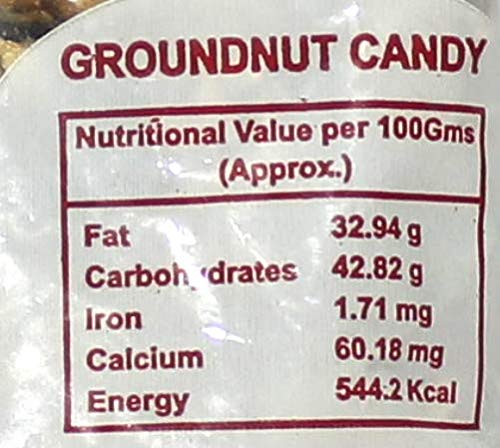 GROUNDNUT CANDY
Nutritional Value per 100Gms
(Approx.)
Fat 32.94 g
Carbohydrates 42.82 g
Iron 1.71 mg
Calcium 60.18 mg
Energy 544.2 Kcal